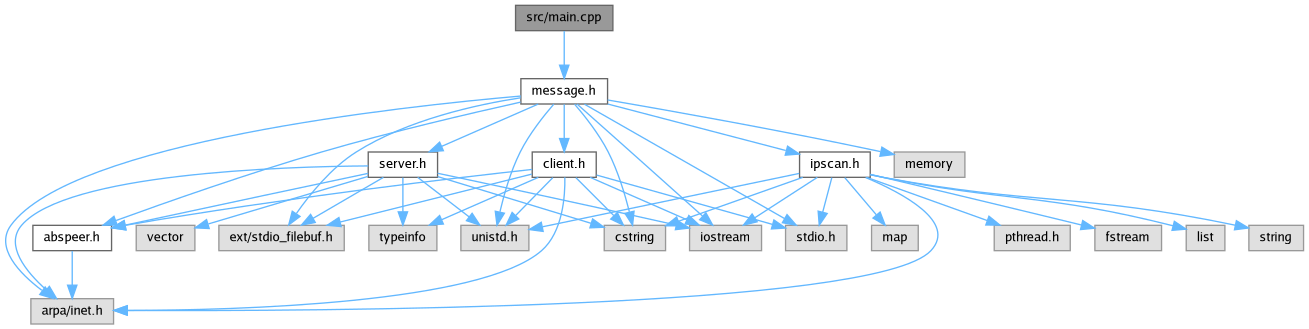 src/main.cpp
message.h
server.h
client.h
ipscan.h
memory
abspeer.h
vector
ext/stdio_filebuf.h
typeinfo
unistd.h
cstring
iostream
stdio.h
map
pthread.h
fstream
list
string
arpa/inet.h